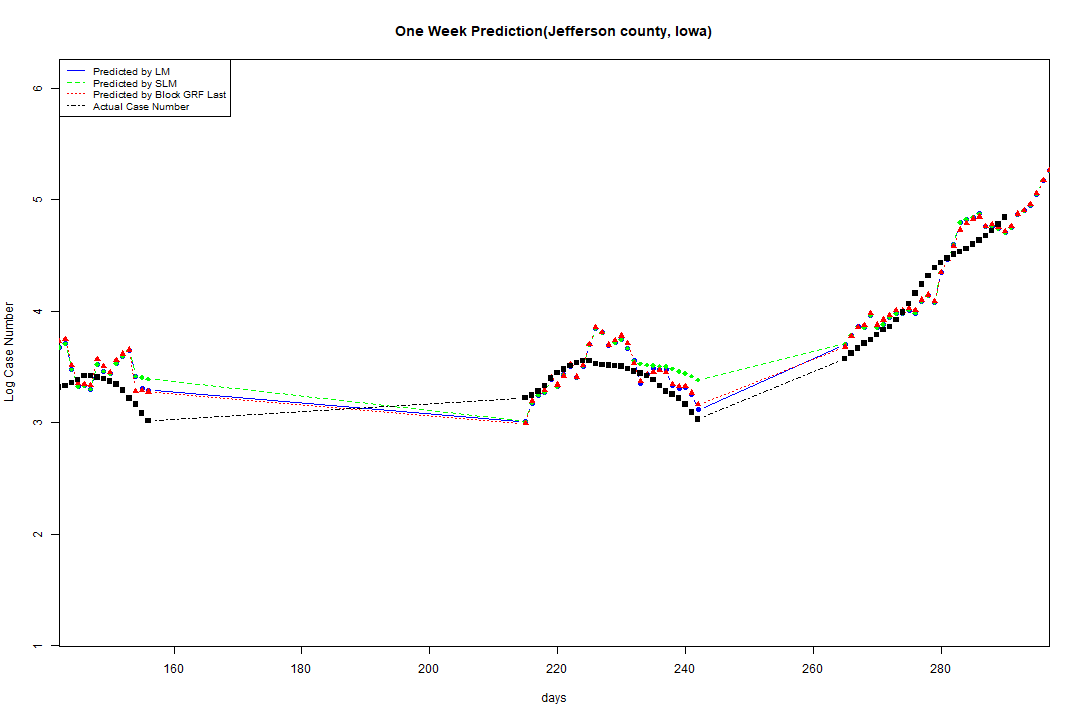 One Week Prediction(Jefferson county, Iowa)
Predicted by LM
Predicted by SLM
Predicted by Block GRF Last
Actual Case Number
6
5
4
3
2
1
Log Case Number
160 180 200 220 240 260 280
days